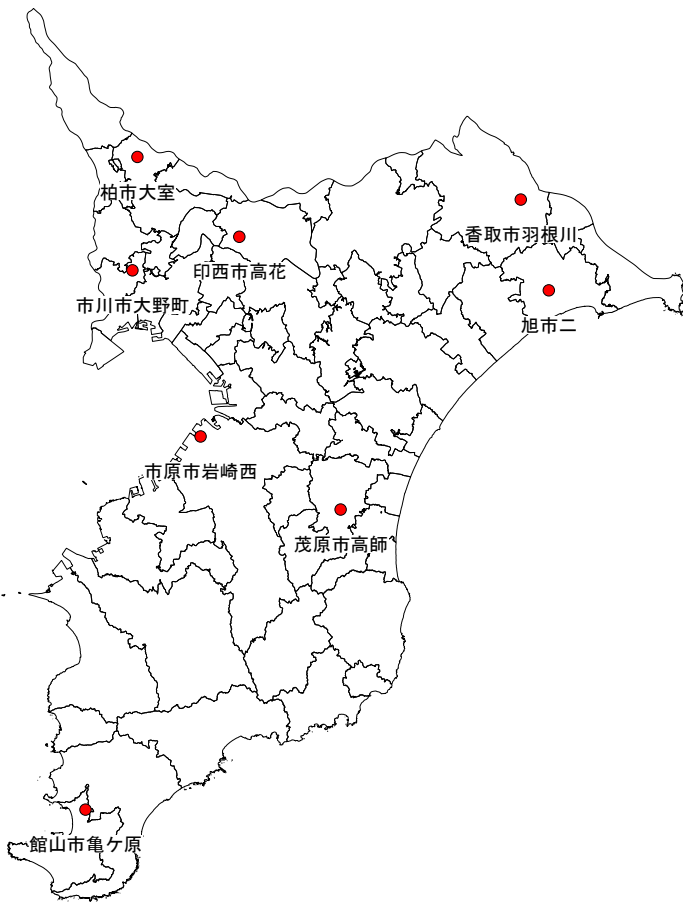 柏市大室
香取市羽根川
印西市高花
市川市大野町
旭市二
市原市岩崎西
茂原市高師
館山市亀ケ原